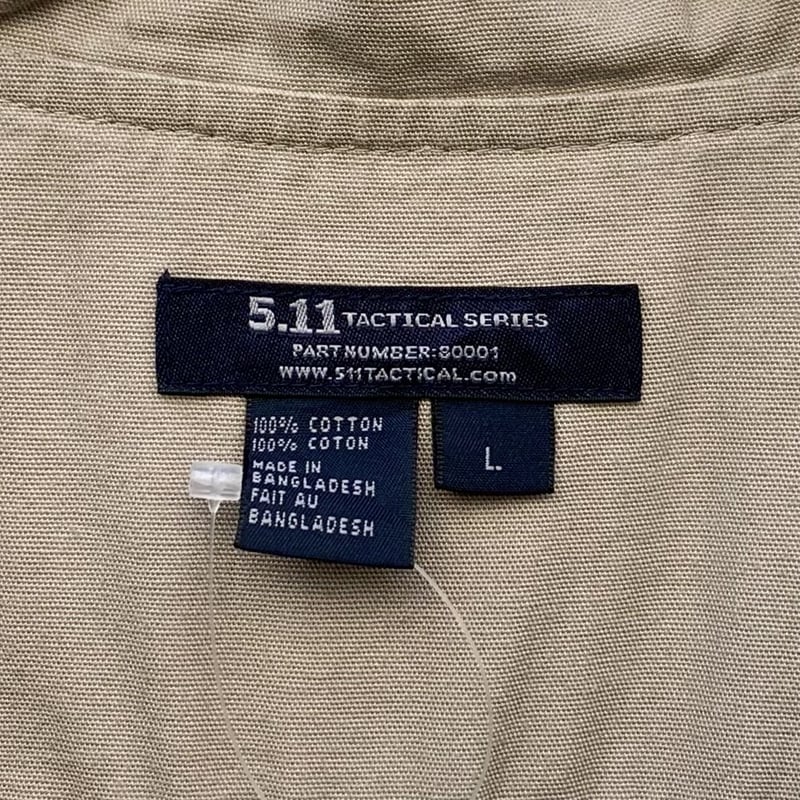 5.11 TACTICAL SERIES
PART NUMBER: 80001
WWW.511TACTICAL.COM
100% COTTON
100% COTON
MADE IN
BANGLADESH
FAIT AU
BANGLADESH
L.